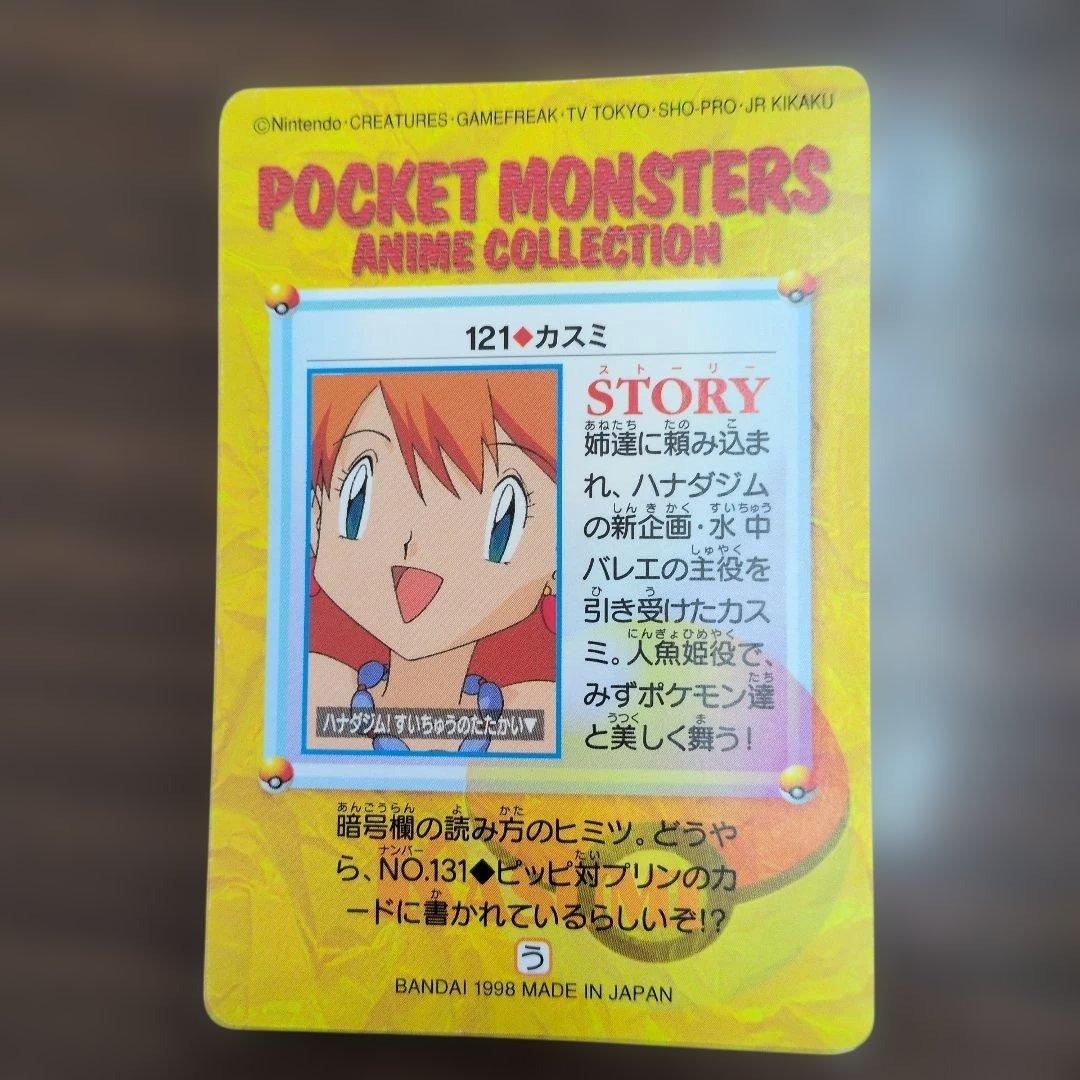 ©Nintendo・CREATURES・GAMEFREAK・TV TOKYO・SHO-PRO・JR KIKAKU
POCKET MONSTERS
ANIME COLLECTION
121◆カスミ
ストーリー
STORY
あねたち たの こ
姉達に頼み込ま
れ、ハナダジム
しんきかく すいちゅう
の新企画・水中
しゅやく
バレエの主役を
ひ う
引き受けたカス
にんぎょひめやく
ミ。人魚姫役で、
たち
みずポケモン達
うつく ま
と美しく舞う!
ハナダジム!すいちゅうのたたかい▼
あんごうらん よ かた
暗号欄の読み方のヒミツ。どうや
ナンバー たい
ら、NO.131◆ピッピ対プリンのカ
か
ードに書かれているらしいぞ!?
う
BANDAI 1998 MADE IN JAPAN